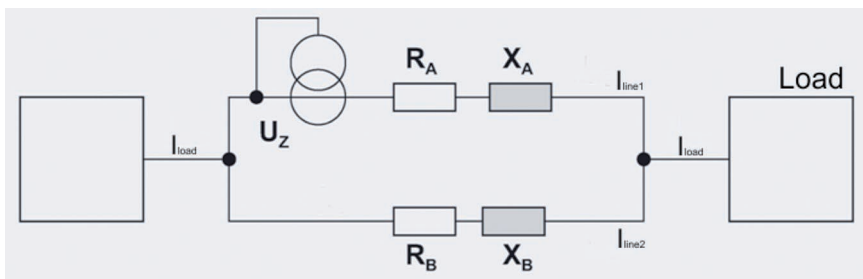 R_A
X_A
I_line1
Load
U_Z
I_load
I_load
R_B
X_B
I_line2